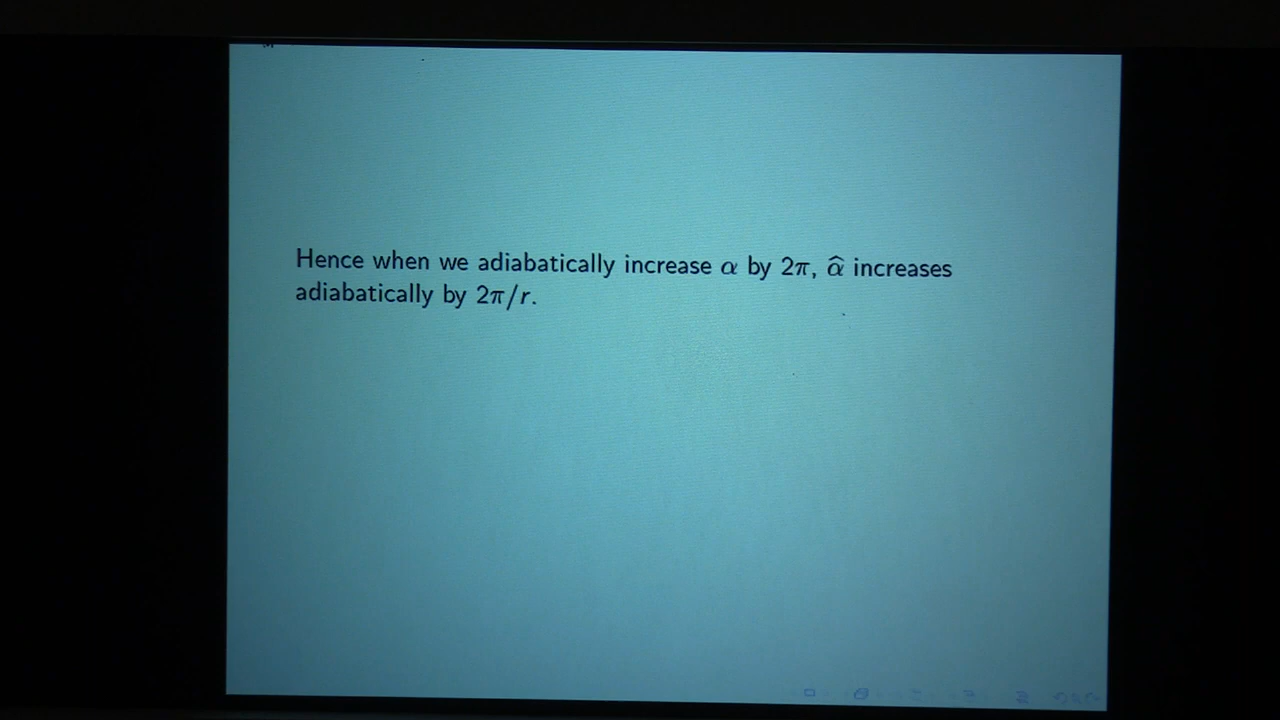 Hence when we adiabatically increase α by 2π, α̂ increases
adiabatically by 2π/r.